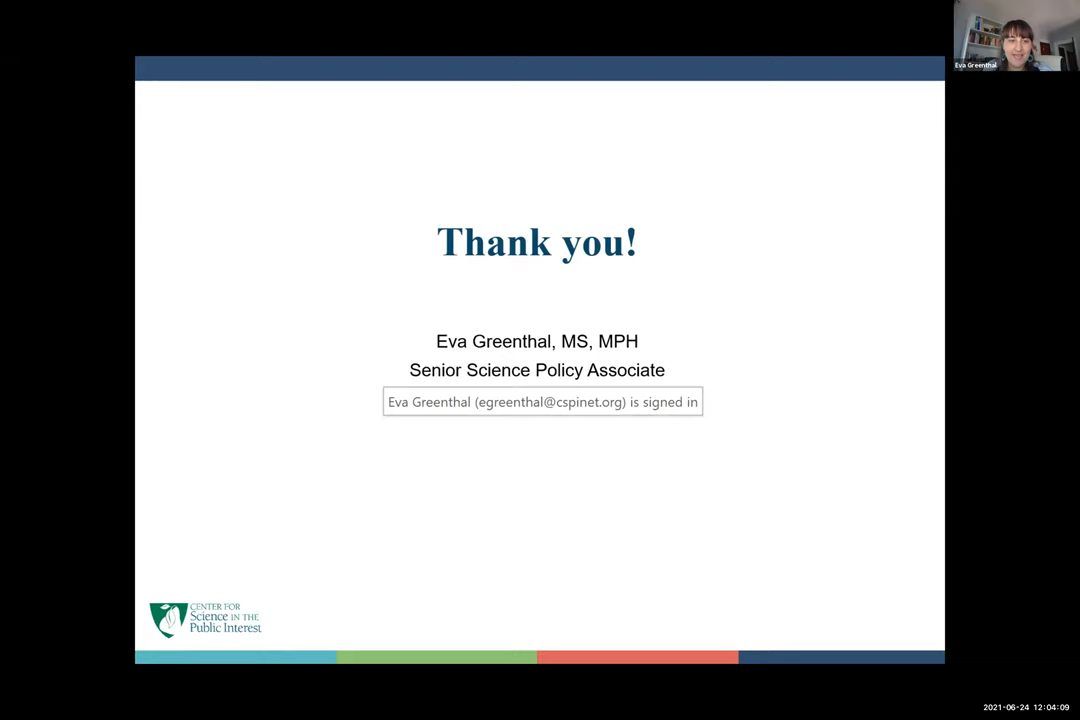 Eva Greenthal
Thank you!
Eva Greenthal, MS, MPH
Senior Science Policy Associate
Eva Greenthal (egreenthal@cspinet.org) is signed in
CENTER FOR
Science IN THE
Public Interest
2021-06-24 12:04:09